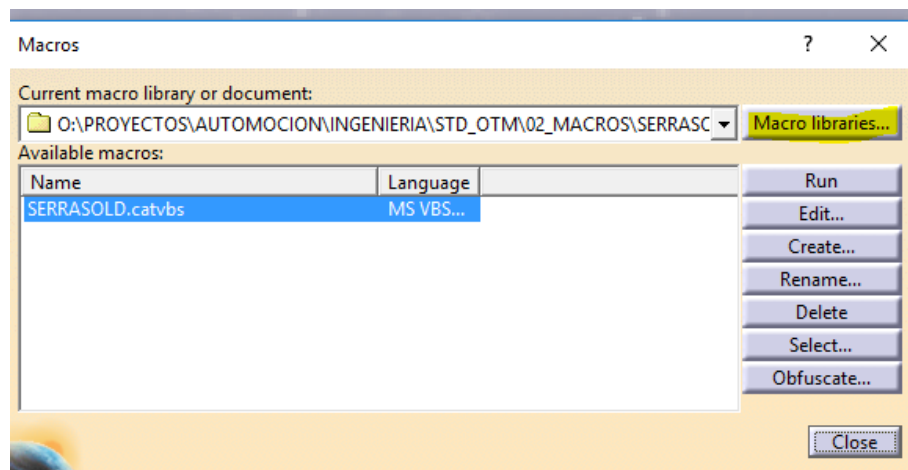 Macros
?
Current macro library or document:
O:\PROYECTOS\AUTOMOCION\INGENIERIA\STD_OTM\02_MACROS\SERRASC
Macro libraries...
Available macros:
Name Language
SERRASOLD.catvbs MS VBS...
Run
Edit...
Create...
Rename...
Delete
Select...
Obfuscate...
Close